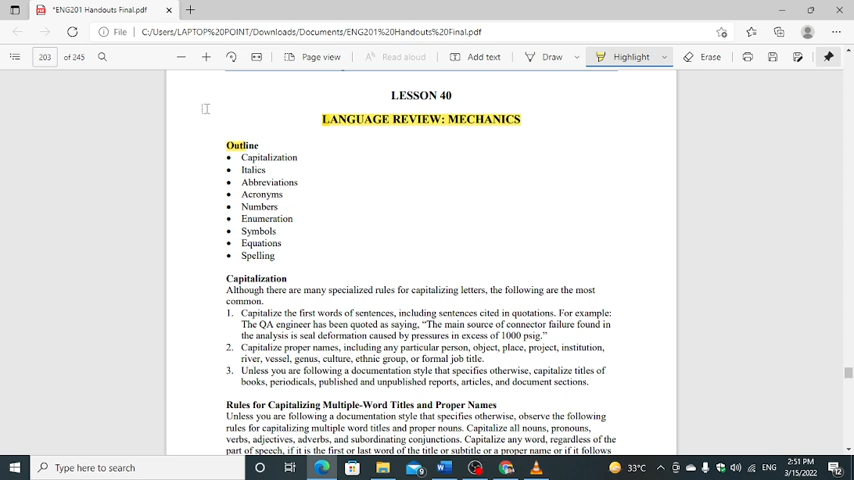 *ENG201 Handouts Final.pdf
File C:/Users/LAPTOP%20POINT/Downloads/Documents/ENG201%20Handouts%20Final.pdf
203 of 245 Page view Read aloud Add text Draw Highlight Erase
LESSON 40
LANGUAGE REVIEW: MECHANICS
Outline
• Capitalization
• Italics
• Abbreviations
• Acronyms
• Numbers
• Enumeration
• Symbols
• Equations
• Spelling
Capitalization
Although there are many specialized rules for capitalizing letters, the following are the most
common.
1. Capitalize the first words of sentences, including sentences cited in quotations. For example:
The QA engineer has been quoted as saying, “The main source of connector failure found in
the analysis is seal deformation caused by pressures in excess of 1000 psig.”
2. Capitalize proper names, including any particular person, object, place, project, institution,
river, vessel, genus, culture, ethnic group, or formal job title.
3. Unless you are following a documentation style that specifies otherwise, capitalize titles of
books, periodicals, published and unpublished reports, articles, and document sections.
Rules for Capitalizing Multiple-Word Titles and Proper Names
Unless you are following a documentation style that specifies otherwise, observe the following
rules for capitalizing multiple word titles and proper nouns. Capitalize all nouns, pronouns,
verbs, adjectives, adverbs, and subordinating conjunctions. Capitalize any word, regardless of the
part of speech, if it is the first or last word of the title or subtitle or a proper name or if it follows
Type here to search 9 33°C ENG 2:51 PM
3/15/2022 12